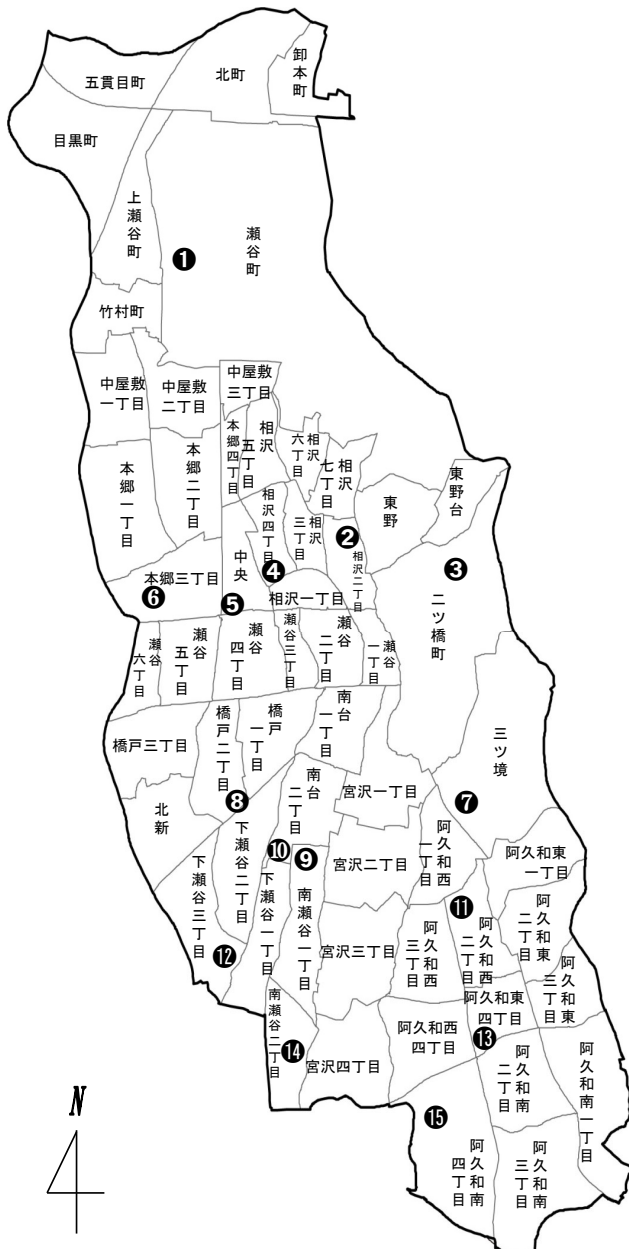 五貫目町
北町
卸本町
目黒町
上瀬谷町
❶
瀬谷町
竹村町
中屋敷
一丁目
中屋敷
二丁目
中屋敷
三丁目
本郷四丁目
相沢
五丁目
相沢
六丁目
相沢
七丁目
東野
東野台
本郷一丁目
本郷二丁目
相沢四丁目
相沢
三丁目
❷
相沢二丁目
❸
二ツ橋町
中央
❹
本郷三丁目
❻
❺
相沢一丁目
瀬谷
六丁目
瀬谷
五丁目
瀬谷
四丁目
瀬谷
三丁目
瀬谷
二丁目
瀬谷
一丁目
橋戸三丁目
橋戸
二丁目
橋戸
一丁目
南台
一丁目
三ツ境
北新
❽
南台
二丁目
宮沢一丁目
❼
下瀬谷三丁目
下瀬谷二丁目
❿
❾
下瀬谷一丁目
南瀬谷一丁目
宮沢二丁目
阿久和西
一丁目
阿久和東
一丁目
⓫
⓬
宮沢三丁目
阿久和西
三丁目
阿久和西
二丁目
阿久和東
二丁目
阿久和東
三丁目
阿久和東
四丁目
南瀬谷二丁目
⓮
宮沢四丁目
阿久和西
四丁目
⓭
阿久和南
二丁目
阿久和南一丁目
⓯
阿久和南
四丁目
阿久和南
三丁目
N